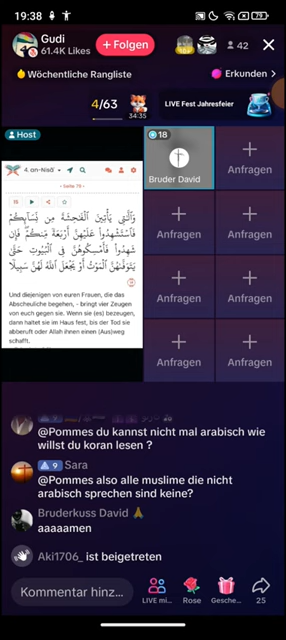 19:38
79
Gudi
61.4K Likes
+ Folgen
42
Wöchentliche Rangliste
Erkunden >
4/63
34:35
LIVE Fest Jahresfeier
Host
18
4. an-Nisāʾ
- Seite 79 -
15
وَٱلَّٰتِى يَأْتِينَ ٱلْفَٰحِشَةَ مِن نِّسَآئِكُمْ
فَٱسْتَشْهِدُوا۟ عَلَيْهِنَّ أَرْبَعَةً مِّنكُمْ ۖ فَإِن
شَهِدُوا۟ فَأَمْسِكُوهُنَّ فِى ٱلْبُيُوتِ حَتَّىٰ
يَتَوَفَّىٰهُنَّ ٱلْمَوْتُ أَوْ يَجْعَلَ ٱللَّهُ لَهُنَّ سَبِيلًا
Und diejenigen von euren Frauen, die das
Abscheuliche begehen, - bringt vier Zeugen
von euch gegen sie. Wenn sie (es) bezeugen,
dann haltet sie im Haus fest, bis der Tod sie
abberuft oder Allah ihnen einen (Aus)weg
schafft.
Bruder David
Anfragen
Anfragen
Anfragen
Anfragen
Anfragen
Anfragen
Anfragen
9
@Pommes du kannst nicht mal arabisch wie
willst du koran lesen ?
9 Sara
@Pommes also alle muslime die nicht
arabisch sprechen sind keine?
Bruderkuss David
aaaaamen
Aki1706_ ist beigetreten
Kommentar hinz...
LIVE mi...
Rose
Gesche...
25